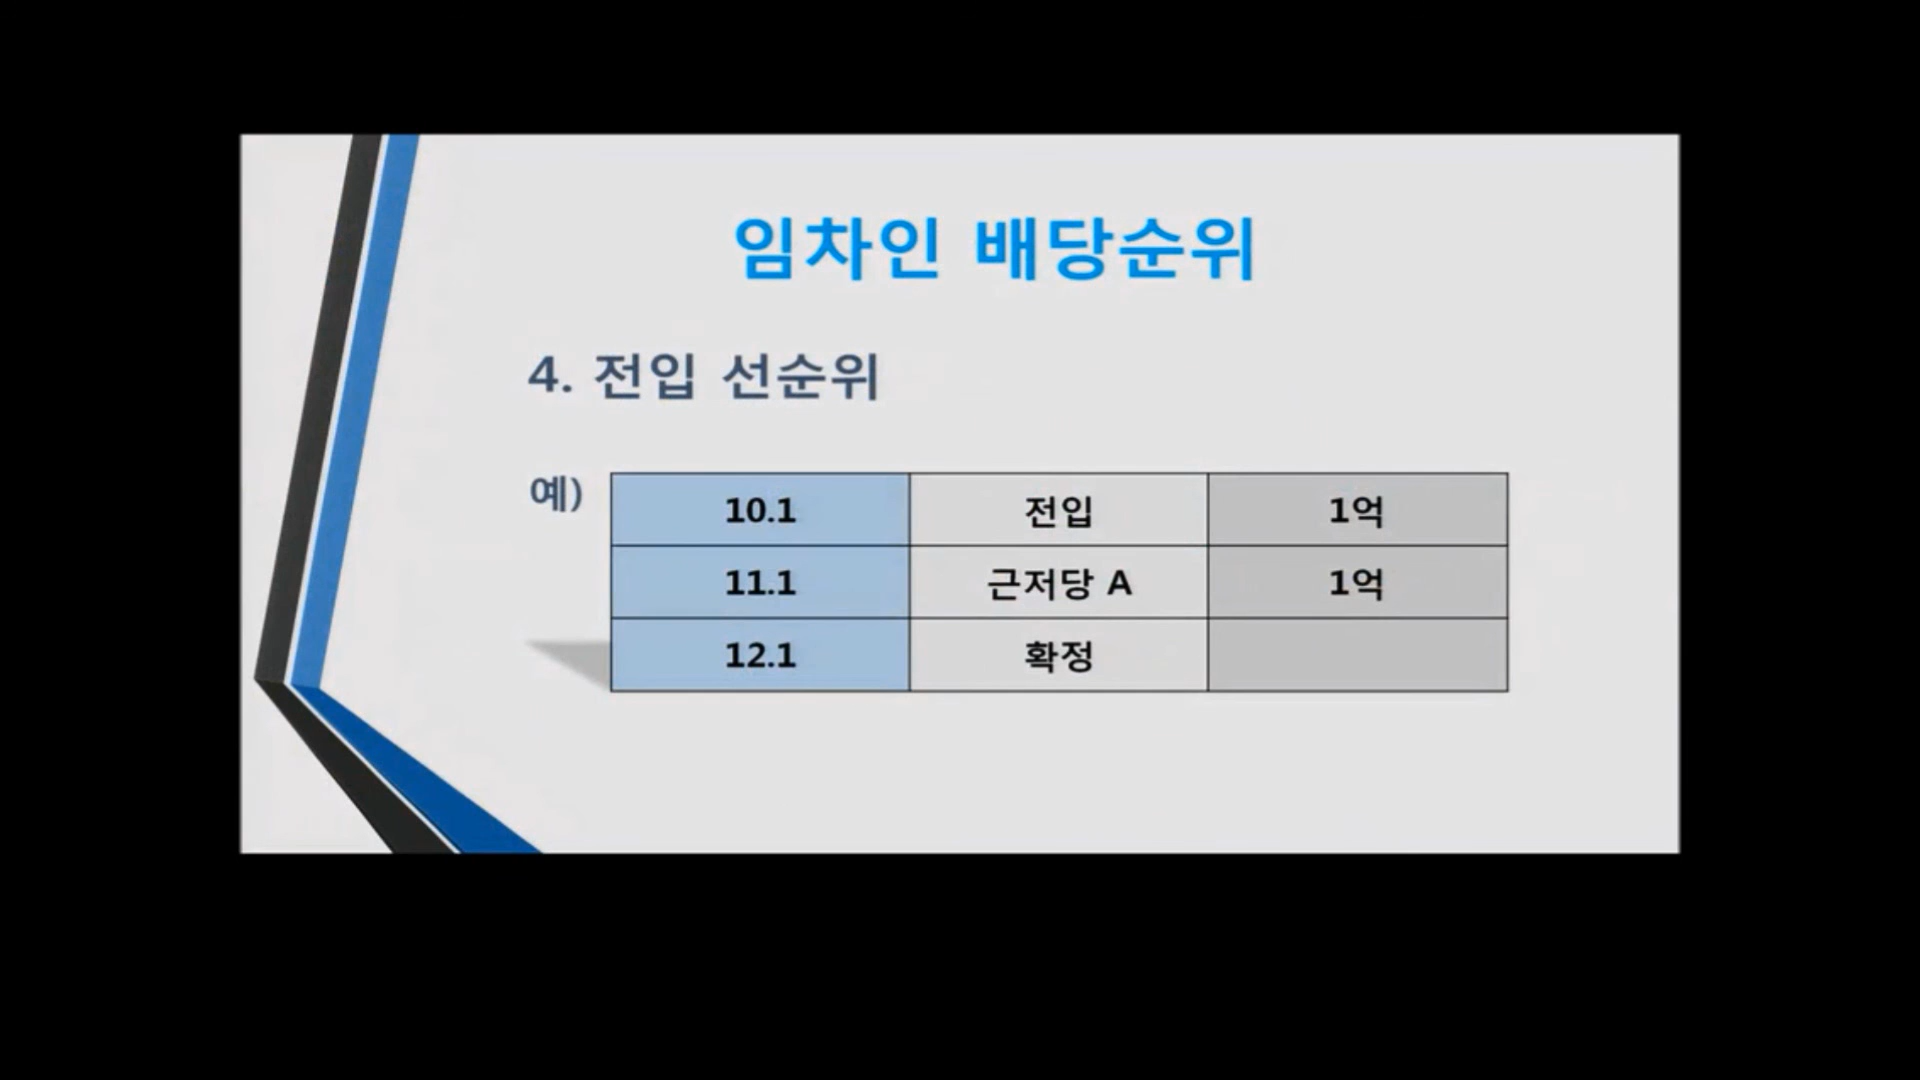 임차인 배당순위
4. 전입 선순위
예)
10.1 전입 1억
11.1 근저당 A 1억
12.1 확정